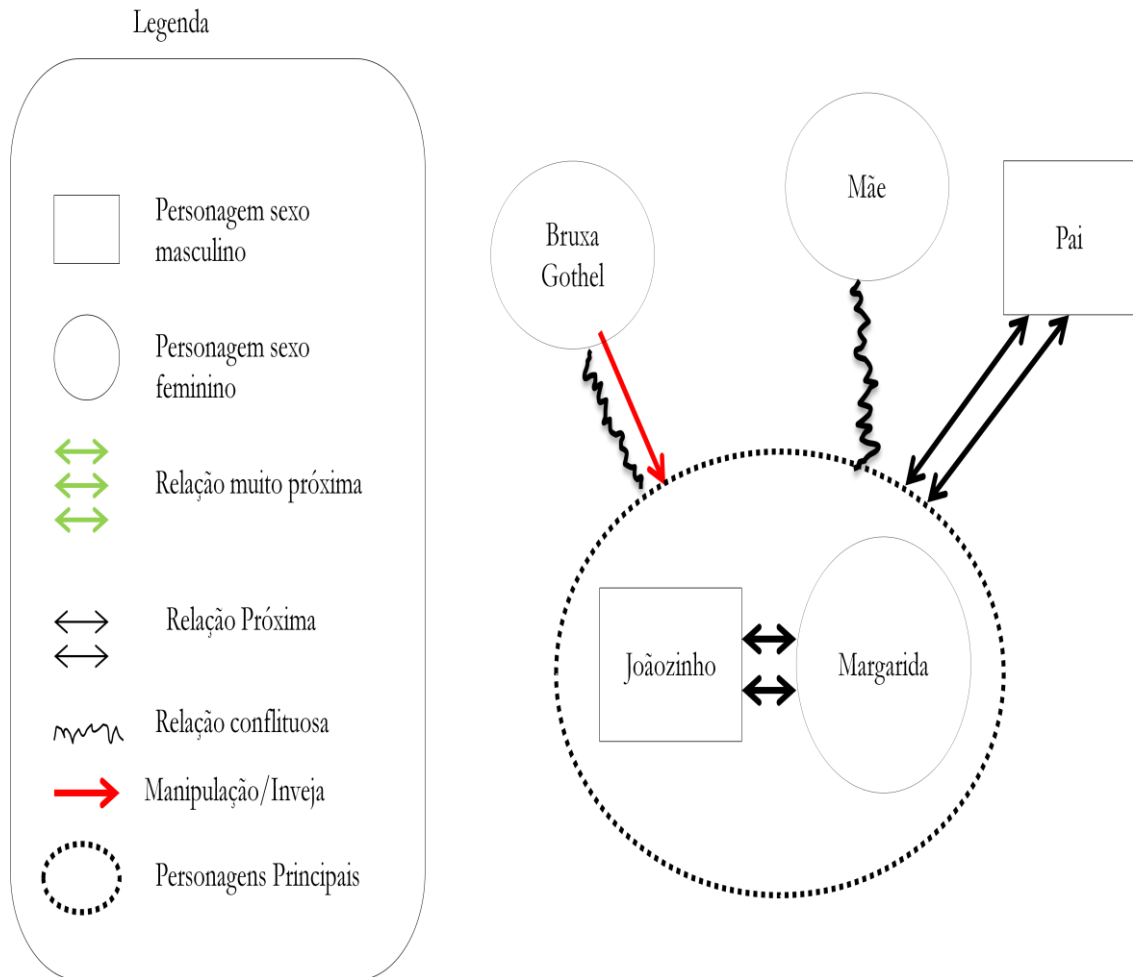 Legenda
Personagem sexo
masculino
Personagem sexo
feminino
Relação muito próxima
Relação Próxima
Relação conflituosa
Manipulação/Inveja
Personagens Principais
Bruxa
Gothel
Mãe
Pai
Joãozinho
Margarida